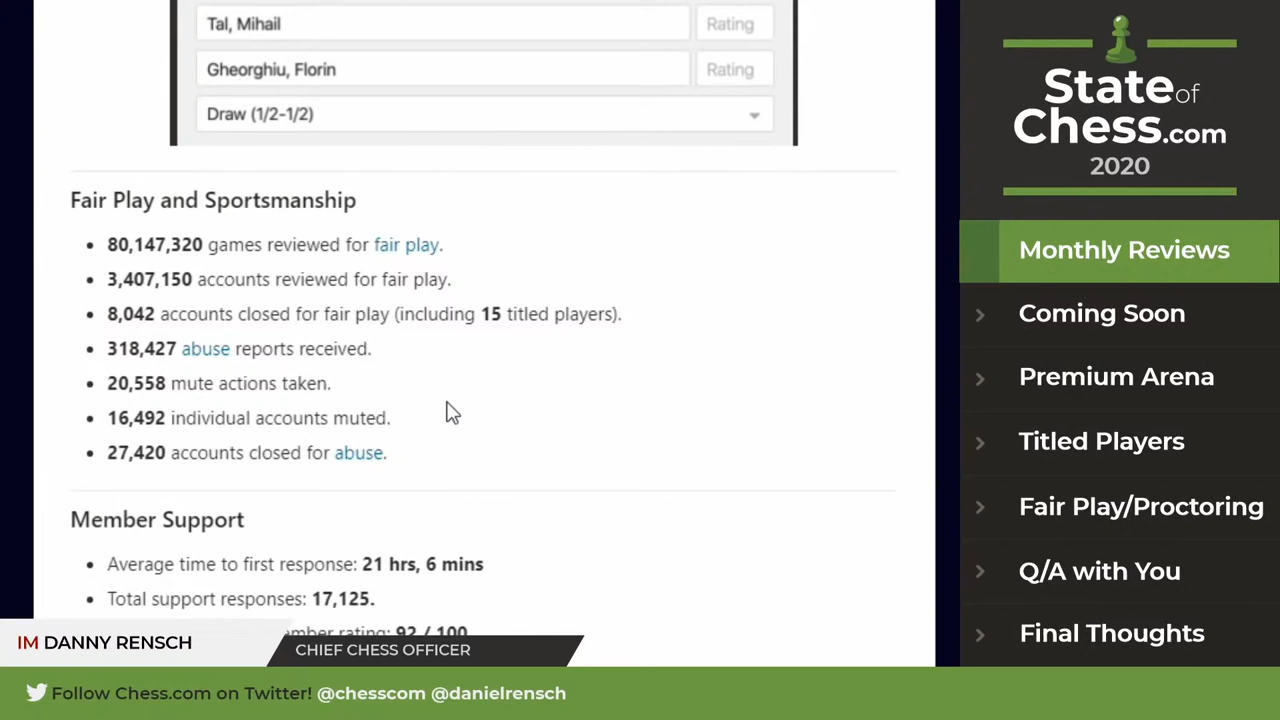 Tal, Mihail
Rating
Gheorghiu, Florin
Rating
Draw (1/2-1/2)
Fair Play and Sportsmanship
80,147,320 games reviewed for fair play.
3,407,150 accounts reviewed for fair play.
8,042 accounts closed for fair play (including 15 titled players).
318,427 abuse reports received.
20,558 mute actions taken.
16,492 individual accounts muted.
27,420 accounts closed for abuse.
Member Support
Average time to first response: 21 hrs, 6 mins
Total support responses: 17,125.
rating: 92 / 100
IM DANNY RENSCH
CHIEF CHESS OFFICER
Follow Chess.com on Twitter! @chesscom @danielrensch
State of
Chess.com
2020
Monthly Reviews
Coming Soon
Premium Arena
Titled Players
Fair Play/Proctoring
Q/A with You
Final Thoughts